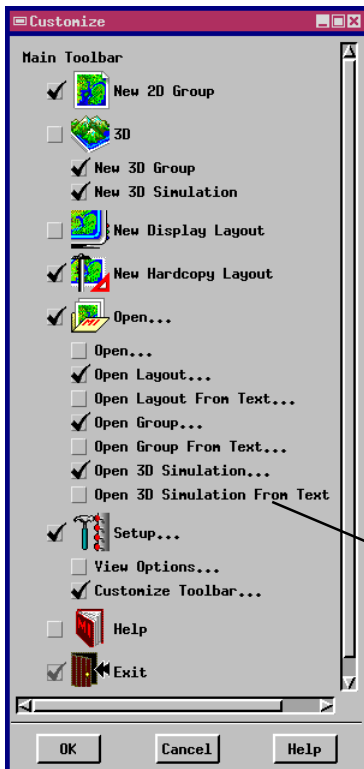 Customize
Main Toolbar
New 2D Group
3D
New 3D Group
New 3D Simulation
New Display Layout
New Hardcopy Layout
Open...
Open...
Open Layout...
Open Layout From Text...
Open Group...
Open Group From Text...
Open 3D Simulation...
Open 3D Simulation From Text
Setup...
View Options...
Customize Toolbar...
Help
Exit
OK Cancel Help